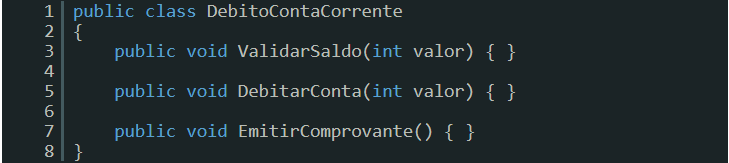 1 public class DebitoContaCorrente
2 {
3     public void ValidarSaldo(int valor) { }
4
5     public void DebitarConta(int valor) { }
6
7     public void EmitirComprovante() { }
8 }